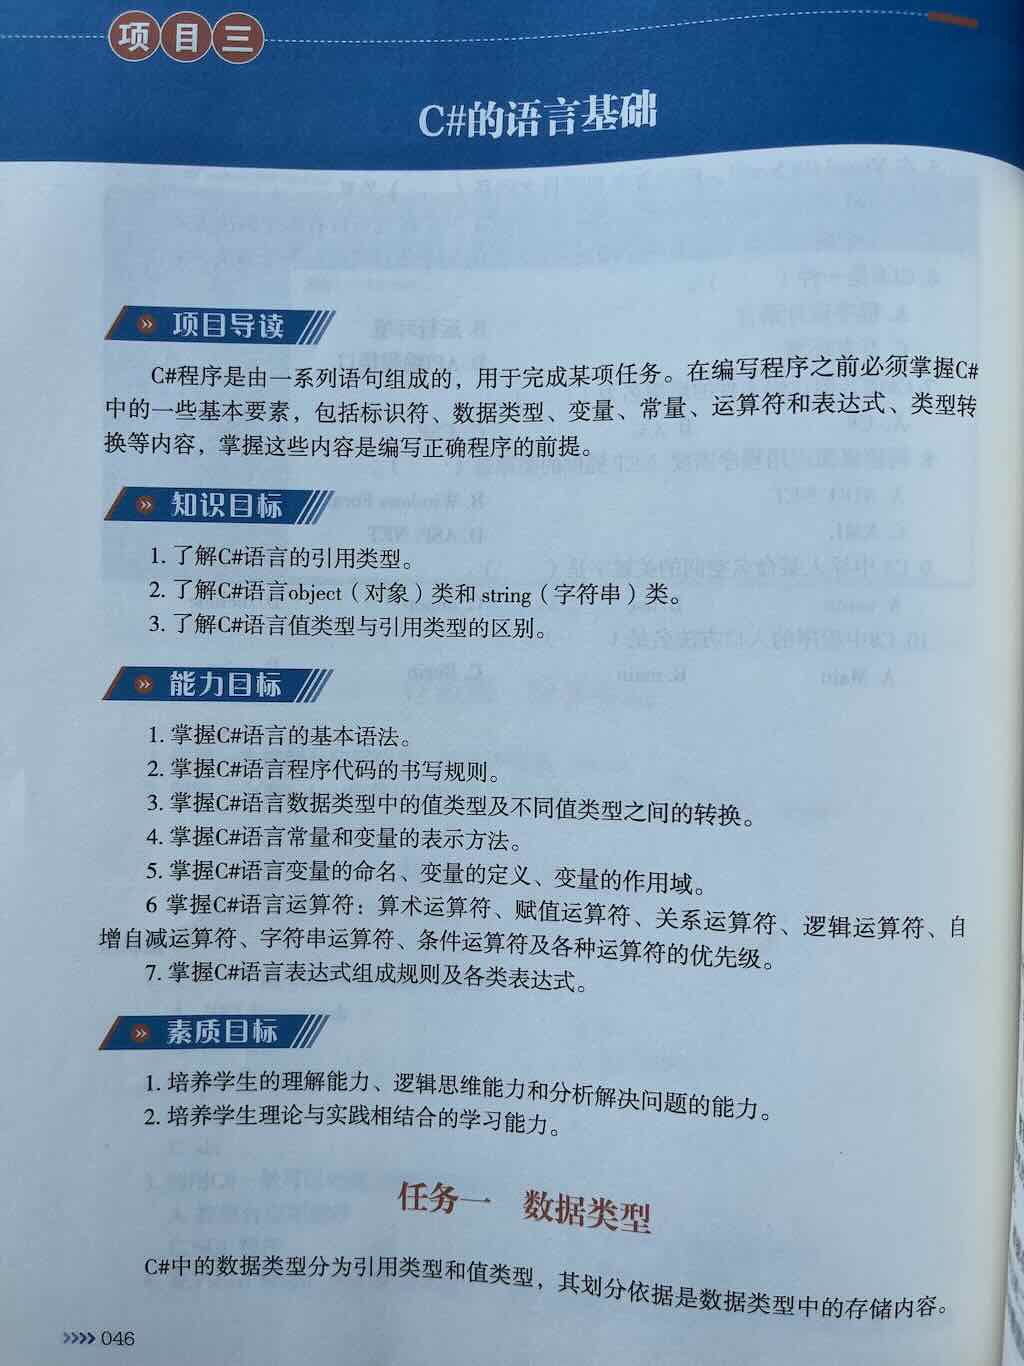 项目三
C#的语言基础
项目导读
C#程序是由一系列语句组成的，用于完成某项任务。在编写程序之前必须掌握C#
中的一些基本要素，包括标识符、数据类型、变量、常量、运算符和表达式、类型转
换等内容，掌握这些内容是编写正确程序的前提。
知识目标
1. 了解C#语言的引用类型。
2. 了解C#语言object（对象）类和 string（字符串）类。
3. 了解C#语言值类型与引用类型的区别。
能力目标
1. 掌握C#语言的基本语法。
2. 掌握C#语言程序代码的书写规则。
3. 掌握C#语言数据类型中的值类型及不同值类型之间的转换。
4. 掌握C#语言常量和变量的表示方法。
5. 掌握C#语言变量的命名、变量的定义、变量的作用域。
6 掌握C#语言运算符：算术运算符、赋值运算符、关系运算符、逻辑运算符、自
增自减运算符、字符串运算符、条件运算符及各种运算符的优先级。
7. 掌握C#语言表达式组成规则及各类表达式。
素质目标
1. 培养学生的理解能力、逻辑思维能力和分析解决问题的能力。
2. 培养学生理论与实践相结合的学习能力。
任务一 数据类型
C#中的数据类型分为引用类型和值类型，其划分依据是数据类型中的存储内容。
>>>> 046